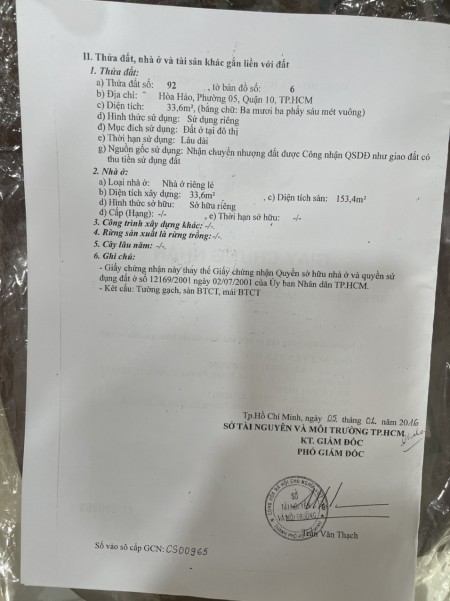 II. Thửa đất, nhà ở và tài sản khác gắn liền với đất
1. Thửa đất:
a) Thửa đất số: 92 , tờ bản đồ số: 6
b) Địa chỉ: Hòa Hảo, Phường 05, Quận 10, TP.HCM
c) Diện tích: 33,6m², (bằng chữ: Ba mươi ba phẩy sáu mét vuông)
d) Hình thức sử dụng: Sử dụng riêng
đ) Mục đích sử dụng: Đất ở tại đô thị
e) Thời hạn sử dụng: Lâu dài
g) Nguồn gốc sử dụng: Nhận chuyển nhượng đất được Công nhận QSDĐ như giao đất có
thu tiền sử dụng đất
2. Nhà ở:
a) Loại nhà ở: Nhà ở riêng lẻ
b) Diện tích xây dựng: 33,6m² , c) Diện tích sàn: 153,4m²
d) Hình thức sở hữu: Sở hữu riêng
đ) Cấp (Hạng): -/- , e) Thời hạn sở hữu: -/-
3. Công trình xây dựng khác: -/-
4. Rừng sản xuất là rừng trồng: -/-
5. Cây lâu năm: -/-
6. Ghi chú:
- Giấy chứng nhận này thay thế Giấy chứng nhận Quyền sở hữu nhà ở và quyền sử
dụng đất ở số 12169/2001 ngày 02/07/2001 của Ủy ban Nhân dân TP.HCM.
- Kết cấu: Tường gạch, sàn BTCT, mái BTCT
Tp.Hồ Chí Minh, ngày 05 tháng 01 năm 2016
SỞ TÀI NGUYÊN VÀ MÔI TRƯỜNG TP.HCM
KT. GIÁM ĐỐC
PHÓ GIÁM ĐỐC
SỞ
TÀI NGUYÊN
VÀ MÔI TRƯỜNG
Trần Văn Thạch
Số vào sổ cấp GCN: CS00965